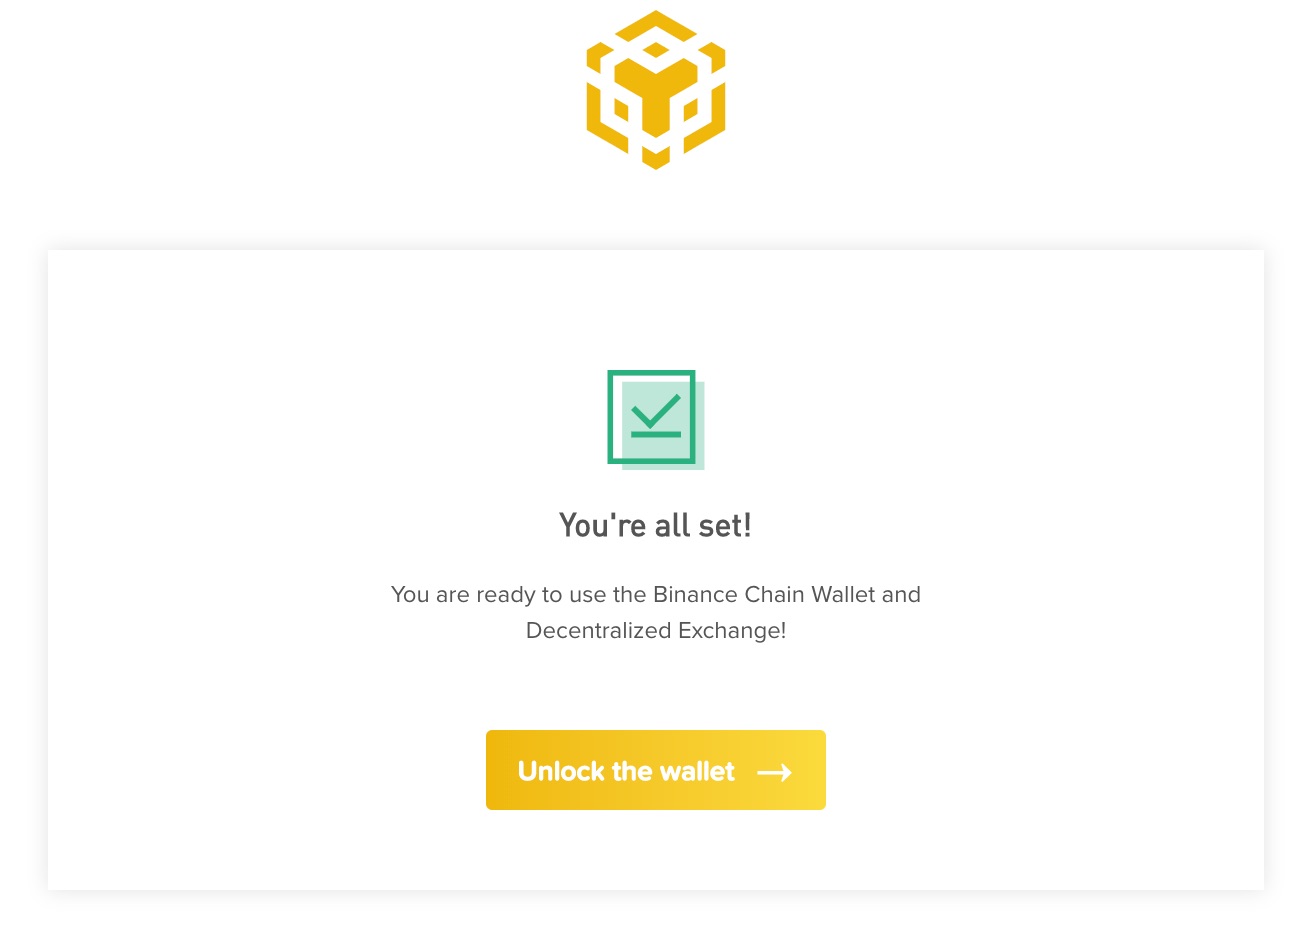 You're all set!
You are ready to use the Binance Chain Wallet and
Decentralized Exchange!
Unlock the wallet →